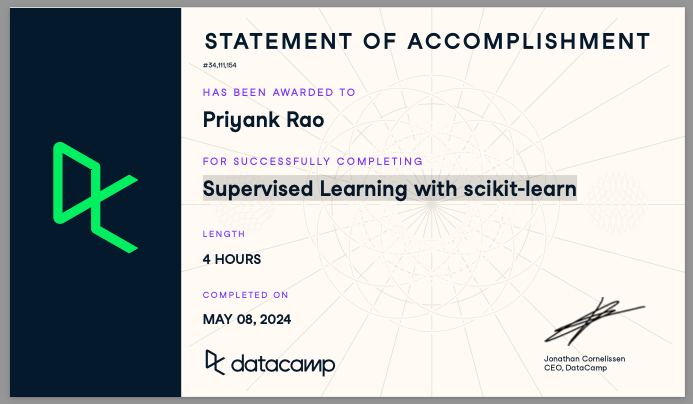 STATEMENT OF ACCOMPLISHMENT
#34,111,154
HAS BEEN AWARDED TO
Priyank Rao
FOR SUCCESSFULLY COMPLETING
Supervised Learning with scikit-learn
LENGTH
4 HOURS
COMPLETED ON
MAY 08, 2024
datacamp
Jonathan Cornelissen
CEO, DataCamp